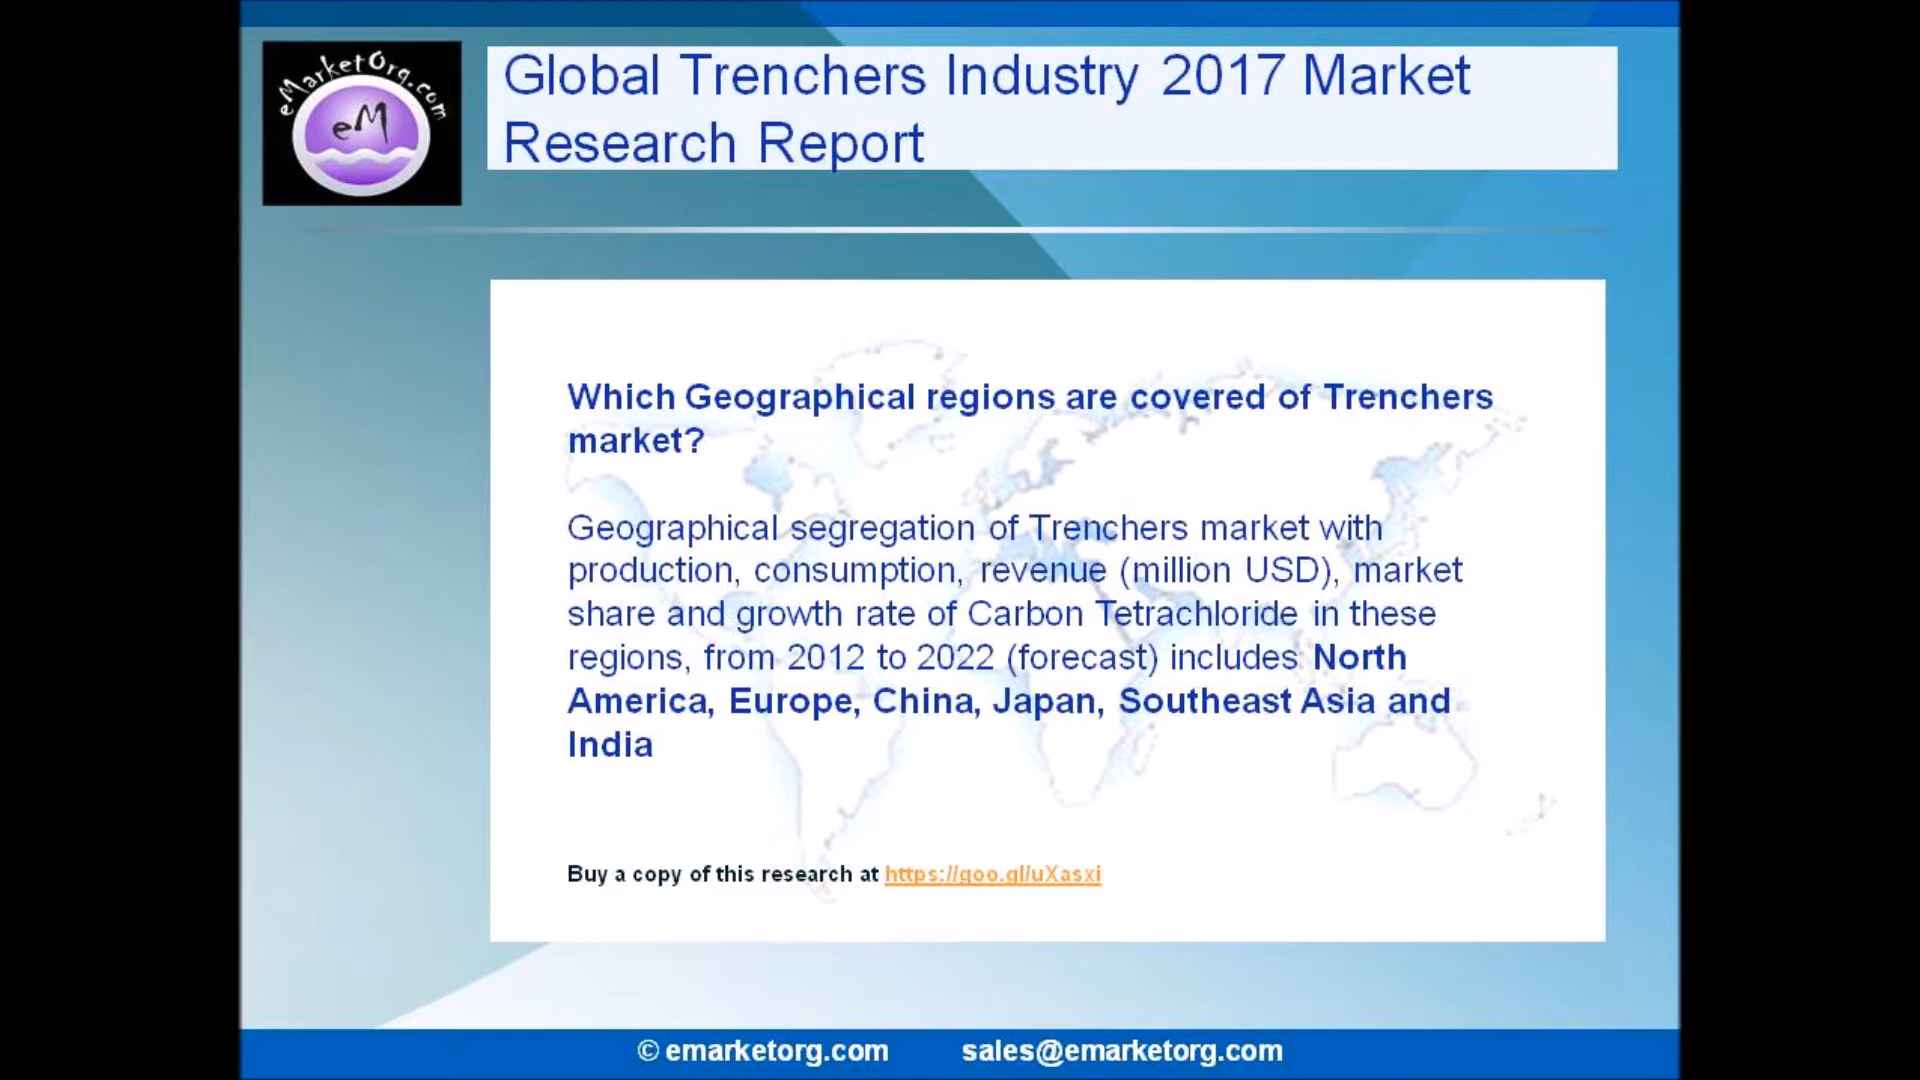 eMarketOrg.com
eM
Global Trenchers Industry 2017 Market
Research Report
Which Geographical regions are covered of Trenchers
market?
Geographical segregation of Trenchers market with
production, consumption, revenue (million USD), market
share and growth rate of Carbon Tetrachloride in these
regions, from 2012 to 2022 (forecast) includes North
America, Europe, China, Japan, Southeast Asia and
India
Buy a copy of this research at https://goo.gl/uXasxi
© emarketorg.com sales@emarketorg.com